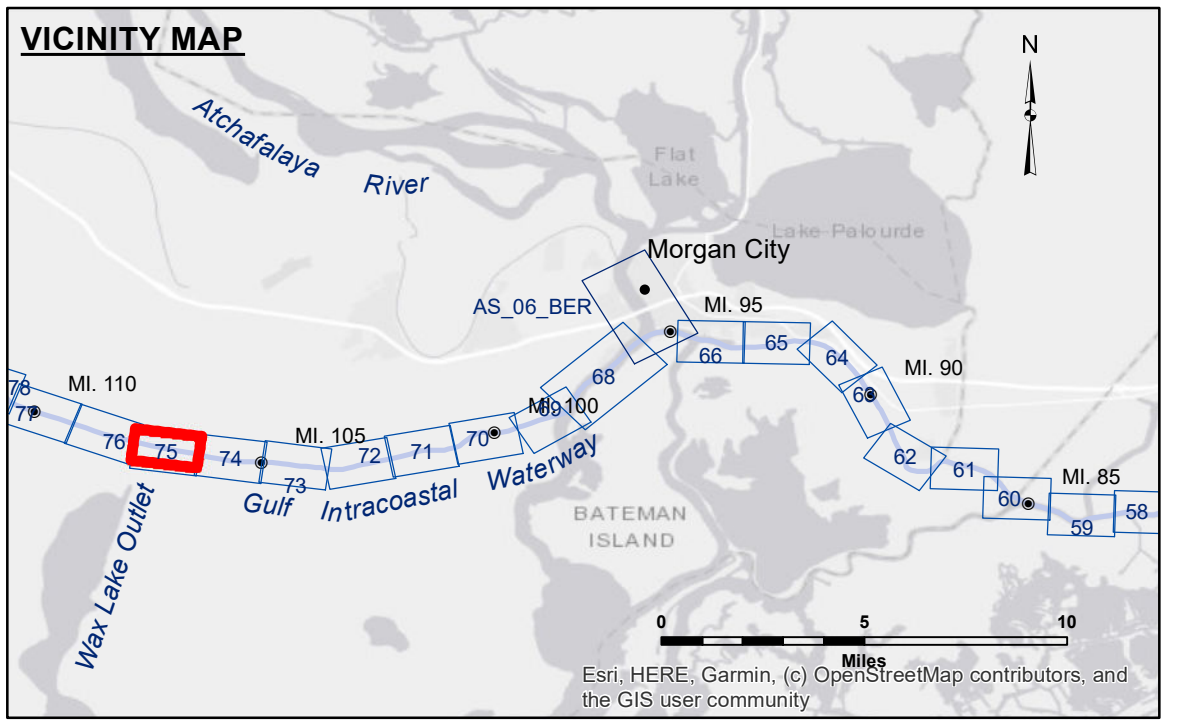 VICINITY MAP
N
Atchafalaya
River
Flat
Lake
Lake Palourde
Morgan City
AS_06_BER
MI. 95
66
65
64
68
MI. 90
63
78
MI. 110
77
69
MI. 100
76
75
74
MI. 105
73
72
71
70
62
61
MI. 85
60
59
58
Gulf
Intracoastal
Waterway
Wax Lake Outlet
BATEMAN
ISLAND
0 5 10
Miles
Esri, HERE, Garmin, (c) OpenStreetMap contributors, and
the GIS user community